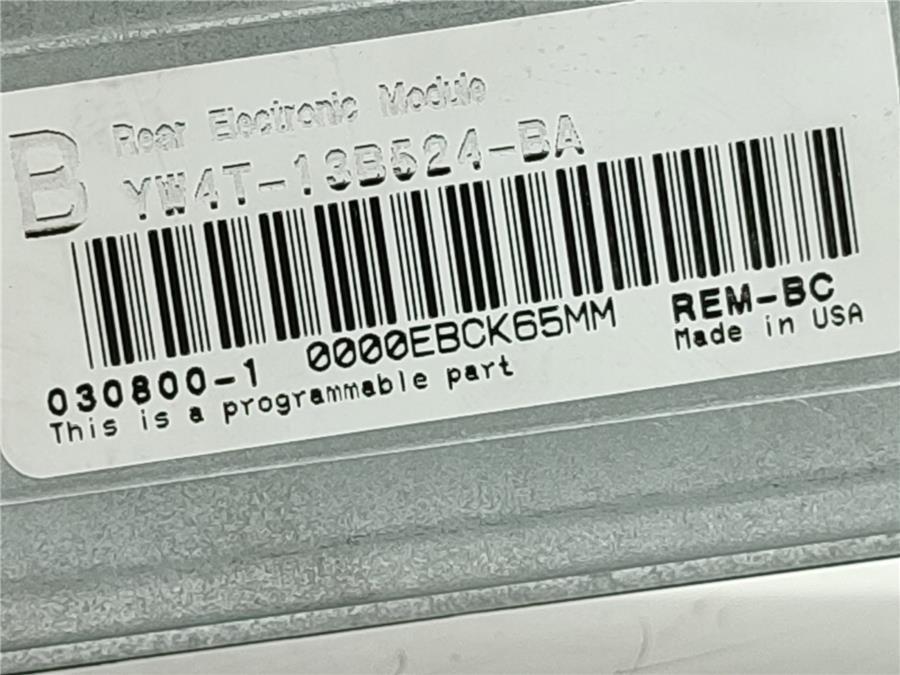 B
Rear Electronic Module
YW4T-13B524-BA
030800-1 0000EBCK65MM REM-BC
This is a programmable part Made in USA